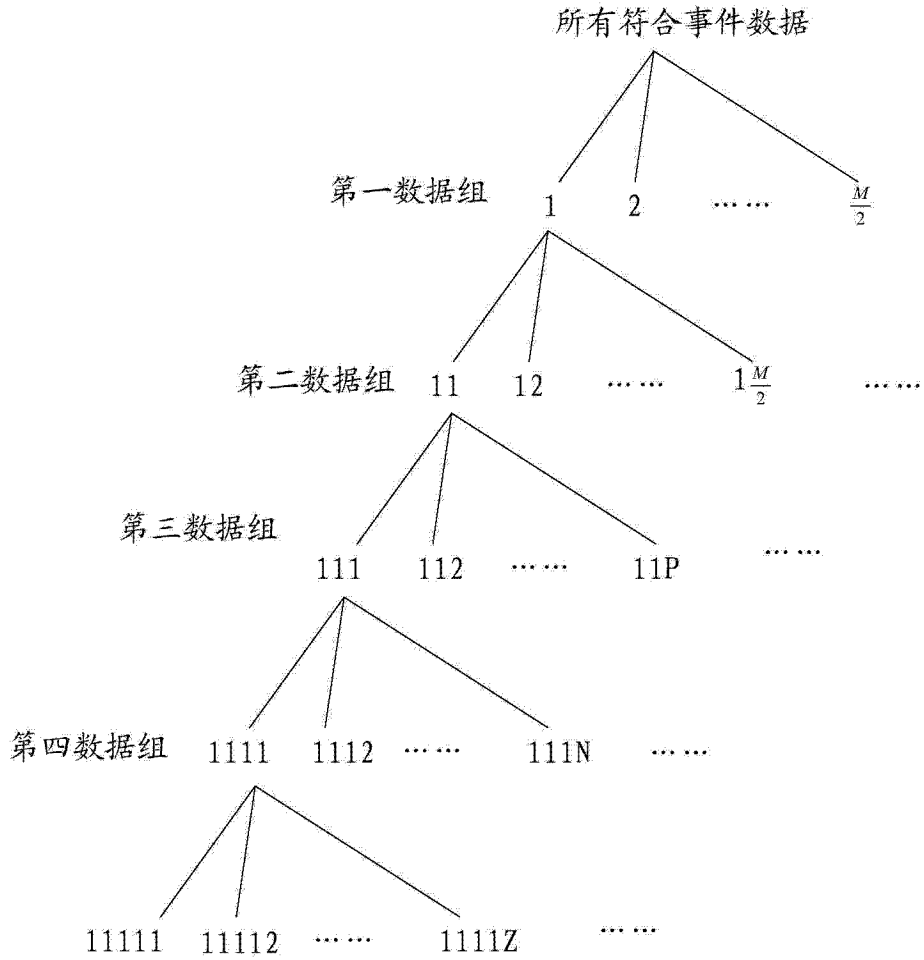 所有符合事件数据
第一数据组 1 2 …… M/2
第二数据组 11 12 …… 1M/2 ……
第三数据组 111 112 …… 11P ……
第四数据组 1111 1112 …… 111N ……
11111 11112 …… 1111Z ……